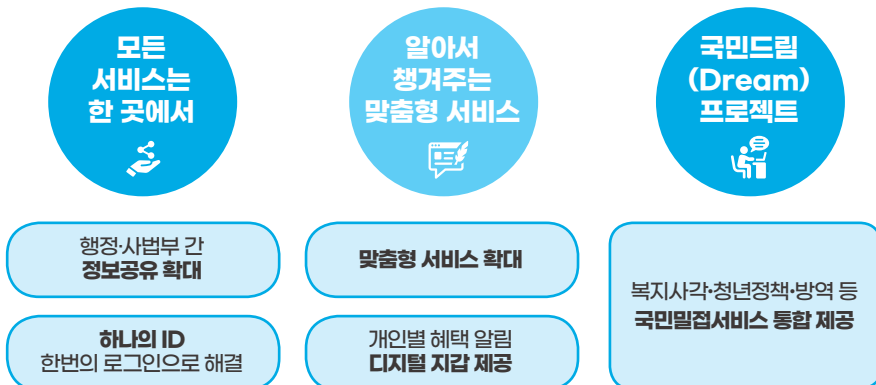 모든
서비스는
한 곳에서
알아서
챙겨주는
맞춤형 서비스
국민드림
(Dream)
프로젝트
행정·사법부 간
정보공유 확대
하나의 ID
한번의 로그인으로 해결
맞춤형 서비스 확대
개인별 혜택 알림
디지털 지갑 제공
복지사각·청년정책·방역 등
국민밀접서비스 통합 제공